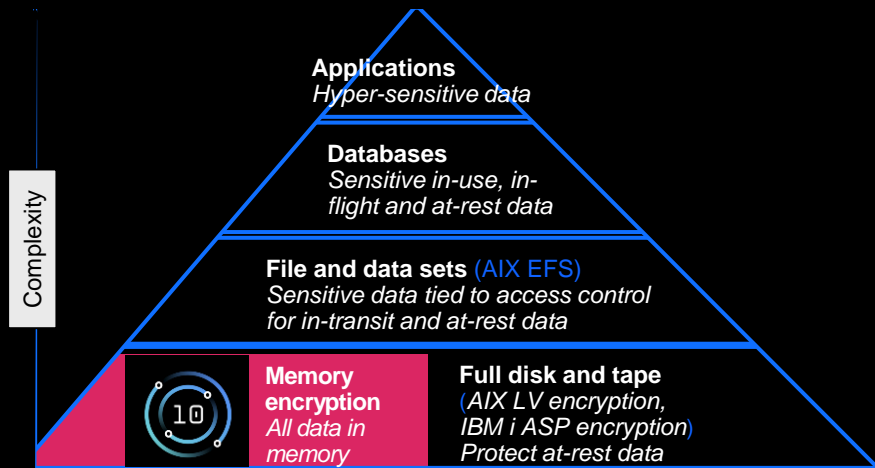 Applications
Hyper-sensitive data
Databases
Sensitive in-use, in-
flight and at-rest data
Complexity
File and data sets (AIX EFS)
Sensitive data tied to access control
for in-transit and at-rest data
10
Memory
encryption
All data in
memory
Full disk and tape
(AIX LV encryption,
IBM i ASP encryption)
Protect at-rest data